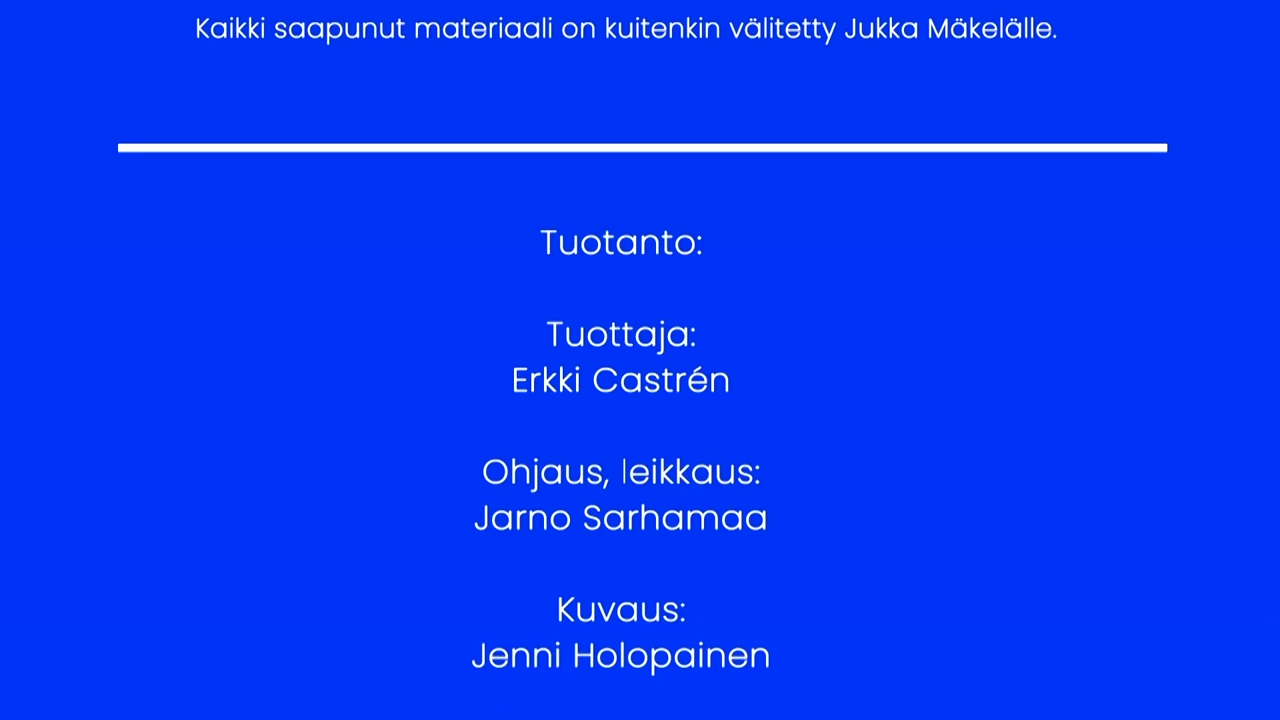 Kaikki saapunut materiaali on kuitenkin välitetty Jukka Mäkelälle.
Tuotanto:
Tuottaja:
Erkki Castrén
Ohjaus, leikkaus:
Jarno Sarhamaa
Kuvaus:
Jenni Holopainen